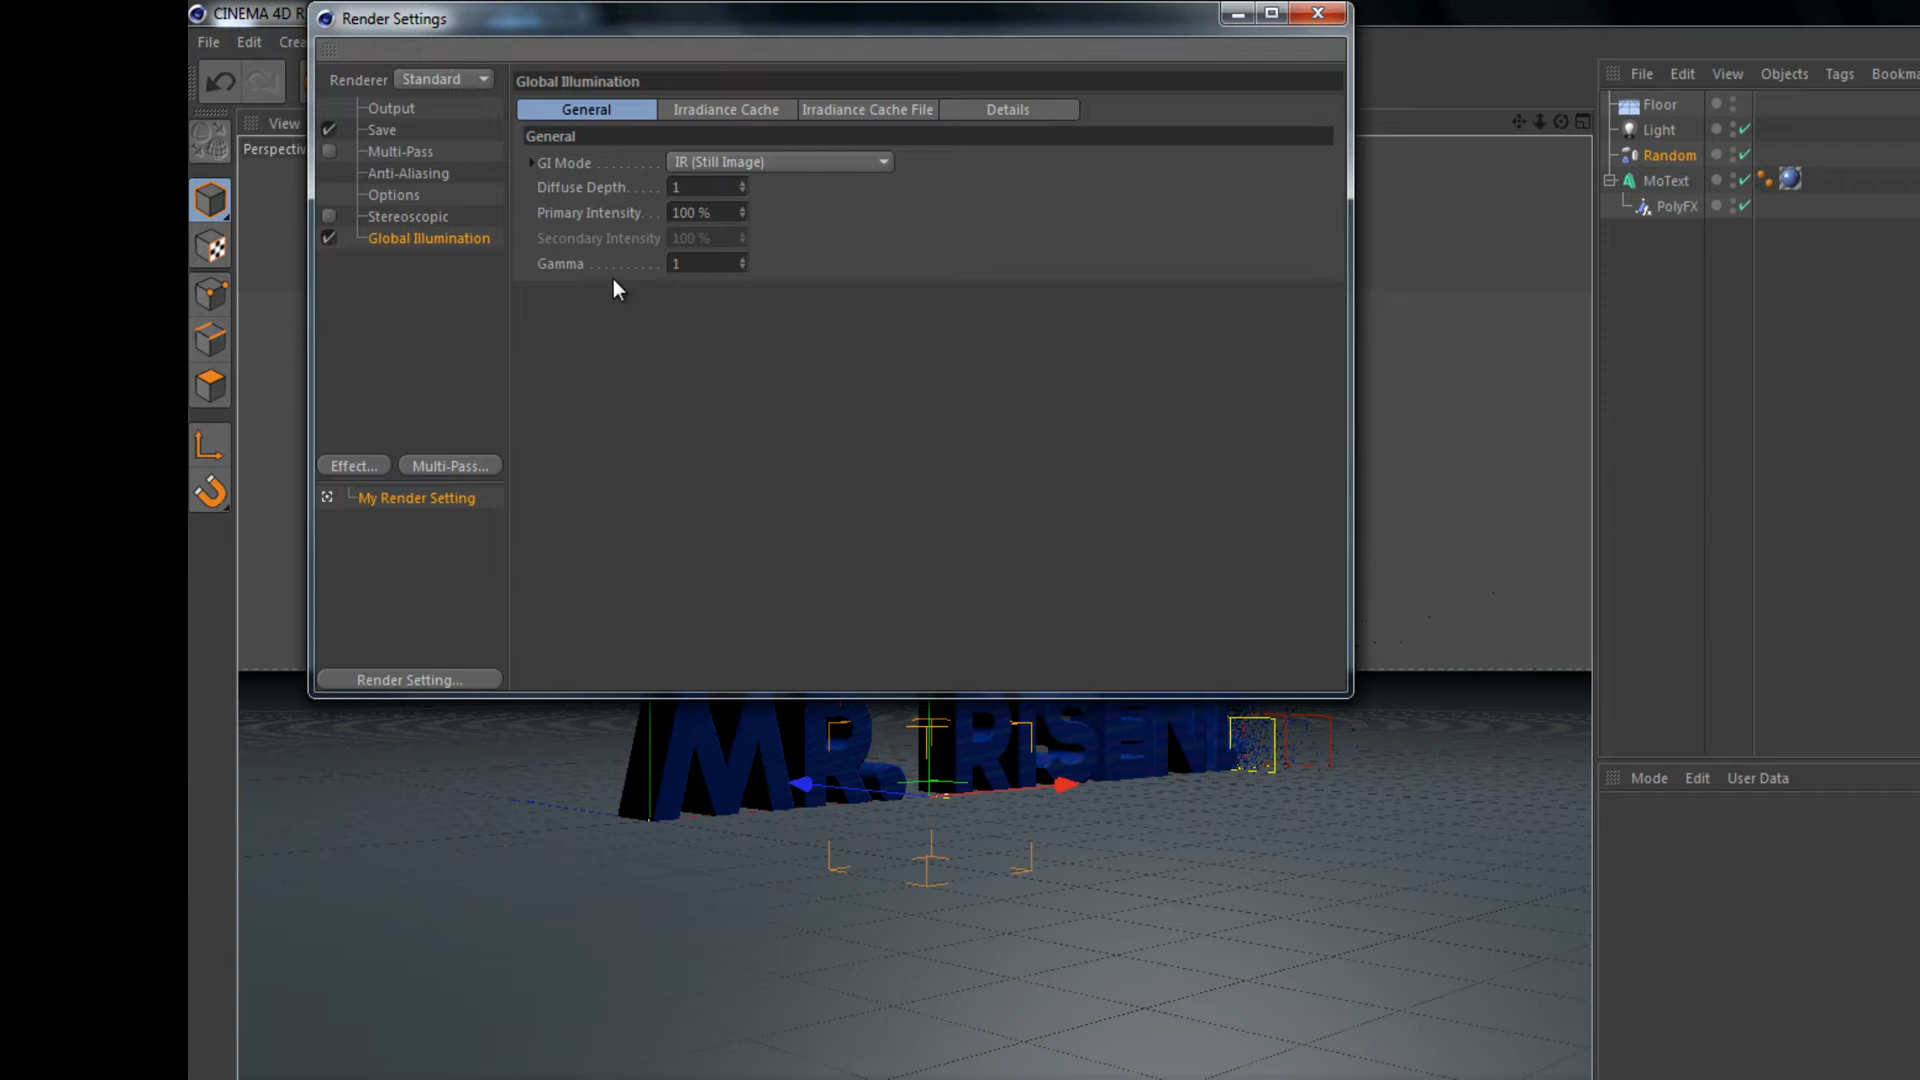 CINEMA 4D R
Render Settings
File Edit Crea
Renderer Standard
Output
Save
Multi-Pass
Anti-Aliasing
Options
Stereoscopic
Global Illumination
Effect... Multi-Pass...
My Render Setting
Render Setting...
Global Illumination
General Irradiance Cache Irradiance Cache File Details
General
GI Mode . . . . . . . . . IR (Still Image)
Diffuse Depth. . . . . 1
Primary Intensity. . . 100 %
Secondary Intensity 100 %
Gamma . . . . . . . . . . 1
View
Perspectiv
File Edit View Objects Tags Bookma
Floor
Light
Random
MoText
PolyFX
Mode Edit User Data
MR. RISEN